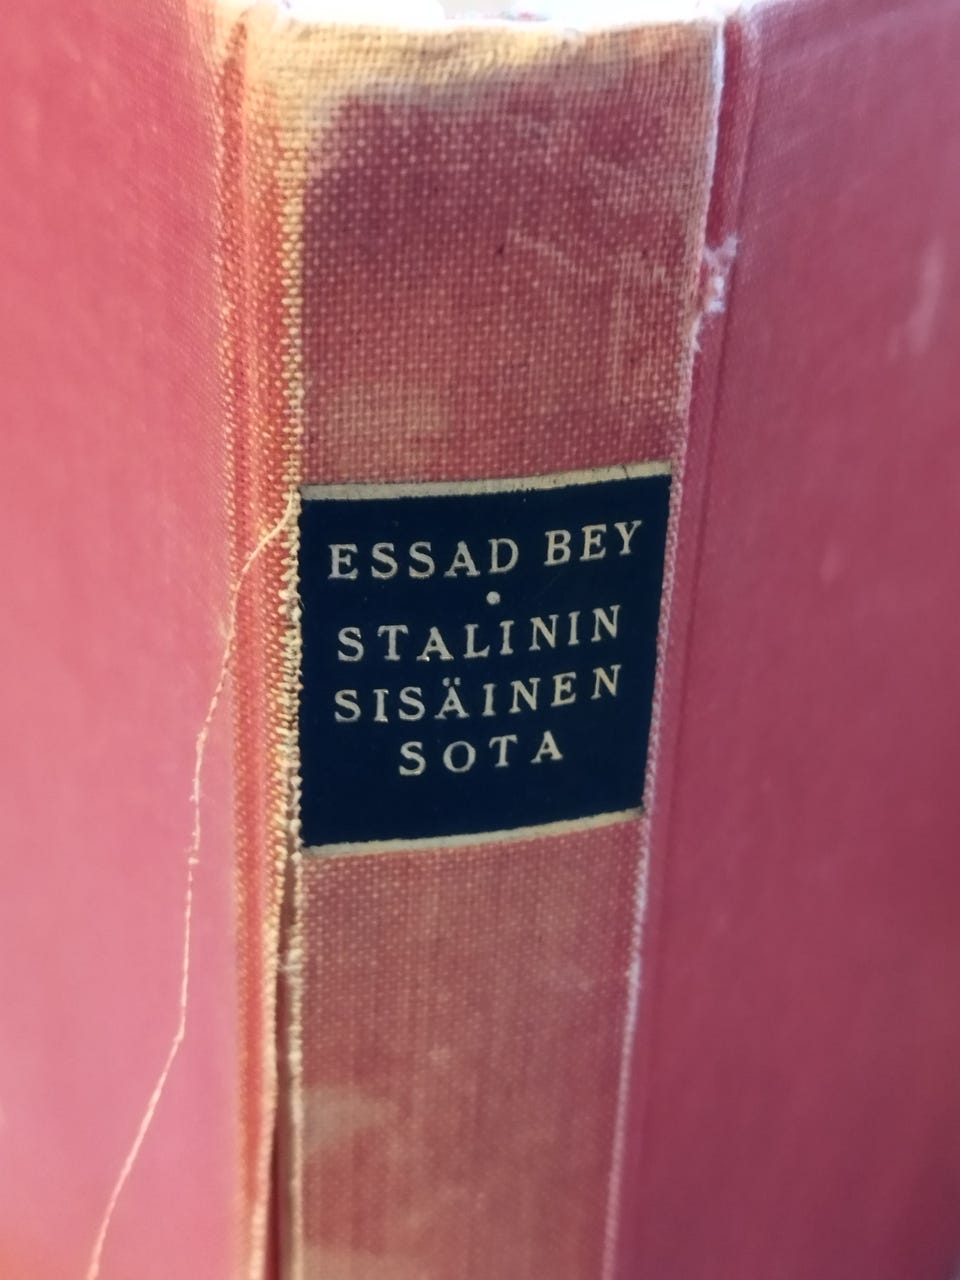 ESSAD BEY
•
STALININ
SISÄINEN
SOTA